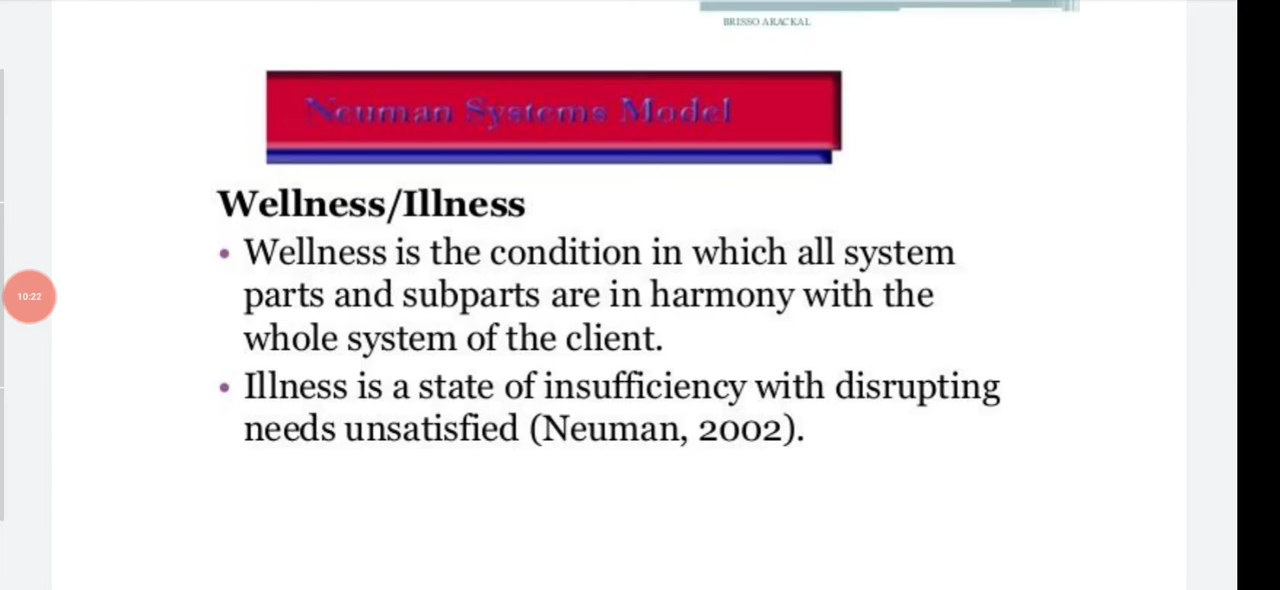 BRISSO ARACKAL
Neuman Systems Model
Wellness/Illness
• Wellness is the condition in which all system
parts and subparts are in harmony with the
whole system of the client.
• Illness is a state of insufficiency with disrupting
needs unsatisfied (Neuman, 2002).
10:22